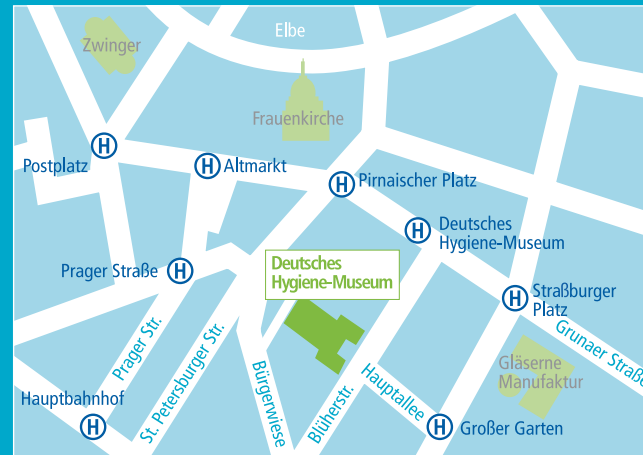 Elbe
Zwinger
Frauenkirche
H
Postplatz
H Altmarkt
H Pirnaischer Platz
H Deutsches
Hygiene-Museum
Prager Straße H
Deutsches
Hygiene-Museum
H Straßburger
Platz
Grunaer Straße
Prager Str.
St. Petersburger Str.
Bürgerwiese
Blüherstr.
Hauptallee
Gläserne
Manufaktur
Hauptbahnhof
H
H Großer Garten